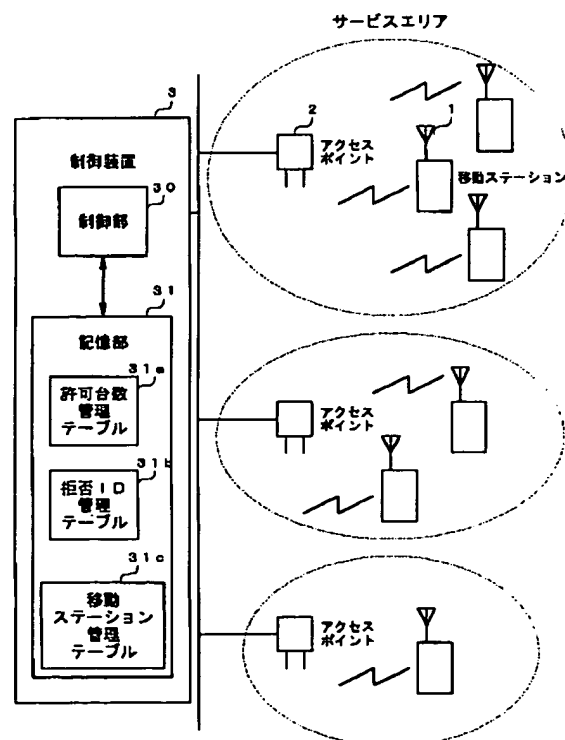 サービスエリア
3
制御装置
30
制御部
31
記憶部
31a
許可台数
管理
テーブル
31b
拒否ID
管理
テーブル
31c
移動
ステーション
管理
テーブル
2
アクセス
ポイント
1
移動ステーション
アクセス
ポイント
アクセス
ポイント